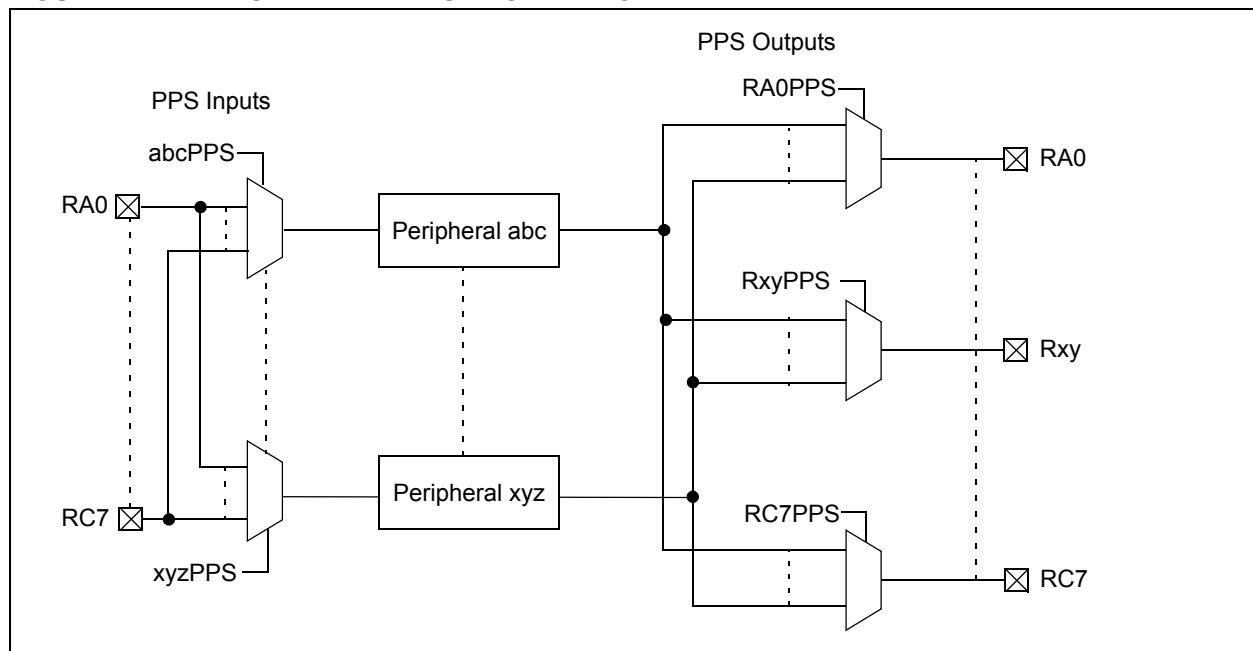 PPS Outputs
RA0PPS
PPS Inputs
abcPPS
RA0
RA0
Peripheral abc
RxyPPS
Rxy
Peripheral xyz
RC7
RC7PPS
xyzPPS
RC7